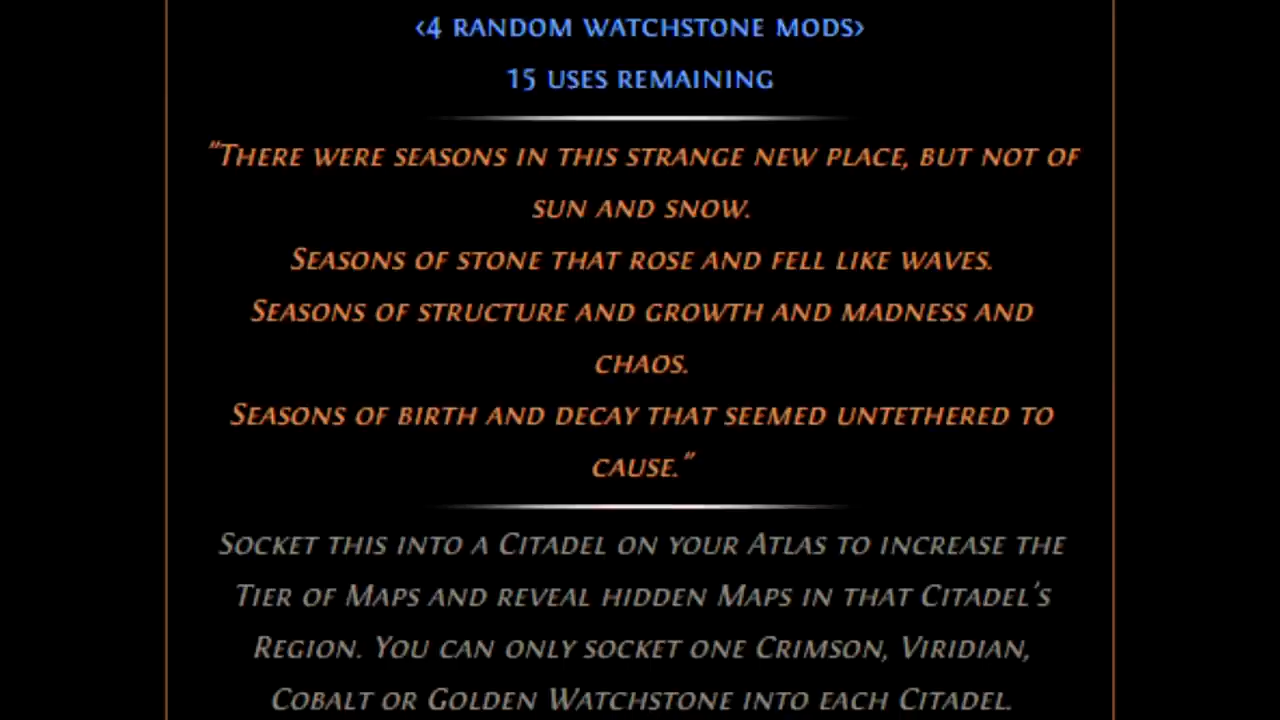 <4 RANDOM WATCHSTONE MODS>
15 USES REMAINING
"THERE WERE SEASONS IN THIS STRANGE NEW PLACE, BUT NOT OF
SUN AND SNOW.
SEASONS OF STONE THAT ROSE AND FELL LIKE WAVES.
SEASONS OF STRUCTURE AND GROWTH AND MADNESS AND
CHAOS.
SEASONS OF BIRTH AND DECAY THAT SEEMED UNTETHERED TO
CAUSE."
SOCKET THIS INTO A CITADEL ON YOUR ATLAS TO INCREASE THE
TIER OF MAPS AND REVEAL HIDDEN MAPS IN THAT CITADEL'S
REGION. YOU CAN ONLY SOCKET ONE CRIMSON, VIRIDIAN,
COBALT OR GOLDEN WATCHSTONE INTO EACH CITADEL.